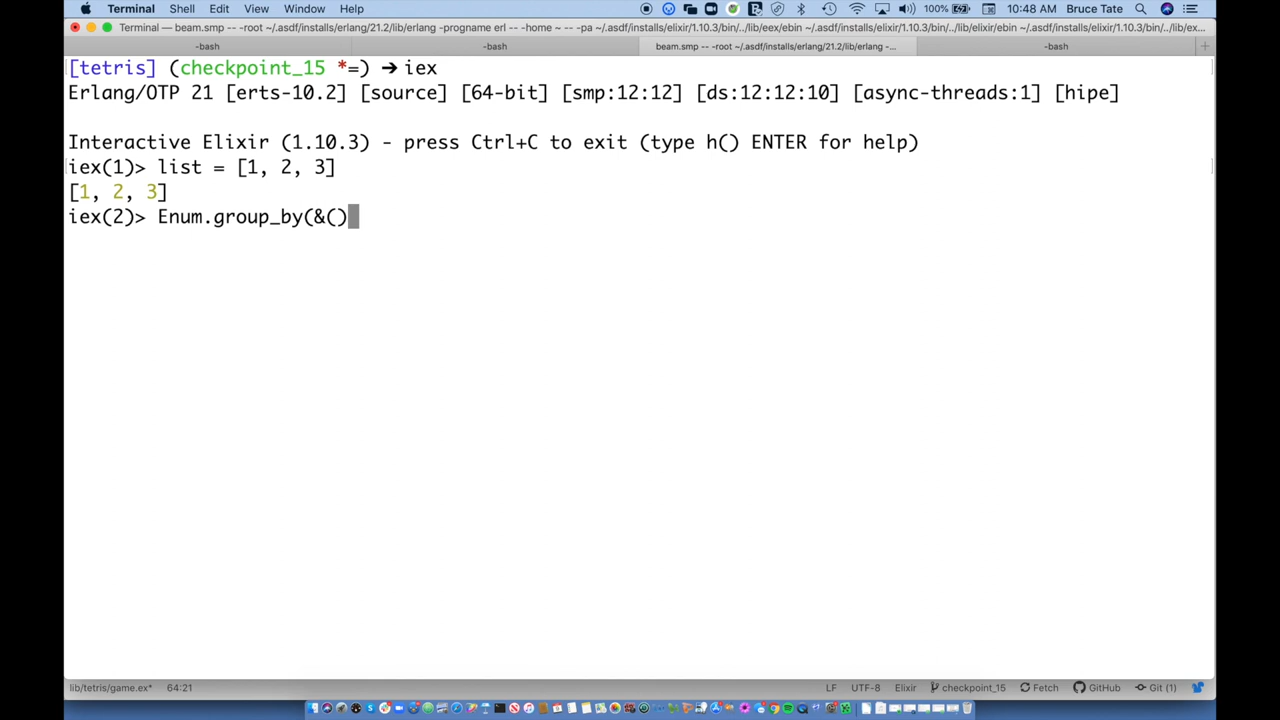 Terminal Shell Edit View Window Help 100% 10:48 AM Bruce Tate
Terminal — beam.smp -- -root ~/.asdf/installs/erlang/21.2/lib/erlang -progname erl -- -home ~ -- -pa ~/.asdf/installs/elixir/1.10.3/bin/../lib/eex/ebin ~/.asdf/installs/elixir/1.10.3/bin/../lib/elixir/ebin ~/.asdf/installs/elixir/1.10.3/bin/../lib/ex...
-bash -bash beam.smp -- -root ~/.asdf/installs/erlang/21.2/lib/erlang -... -bash
[tetris] (checkpoint_15 *=) ➔ iex
Erlang/OTP 21 [erts-10.2] [source] [64-bit] [smp:12:12] [ds:12:12:10] [async-threads:1] [hipe]
Interactive Elixir (1.10.3) - press Ctrl+C to exit (type h() ENTER for help)
iex(1)> list = [1, 2, 3]
[1, 2, 3]
iex(2)> Enum.group_by(&()
lib/tetris/game.ex* 64:21 LF UTF-8 Elixir checkpoint_15 Fetch GitHub Git (1)